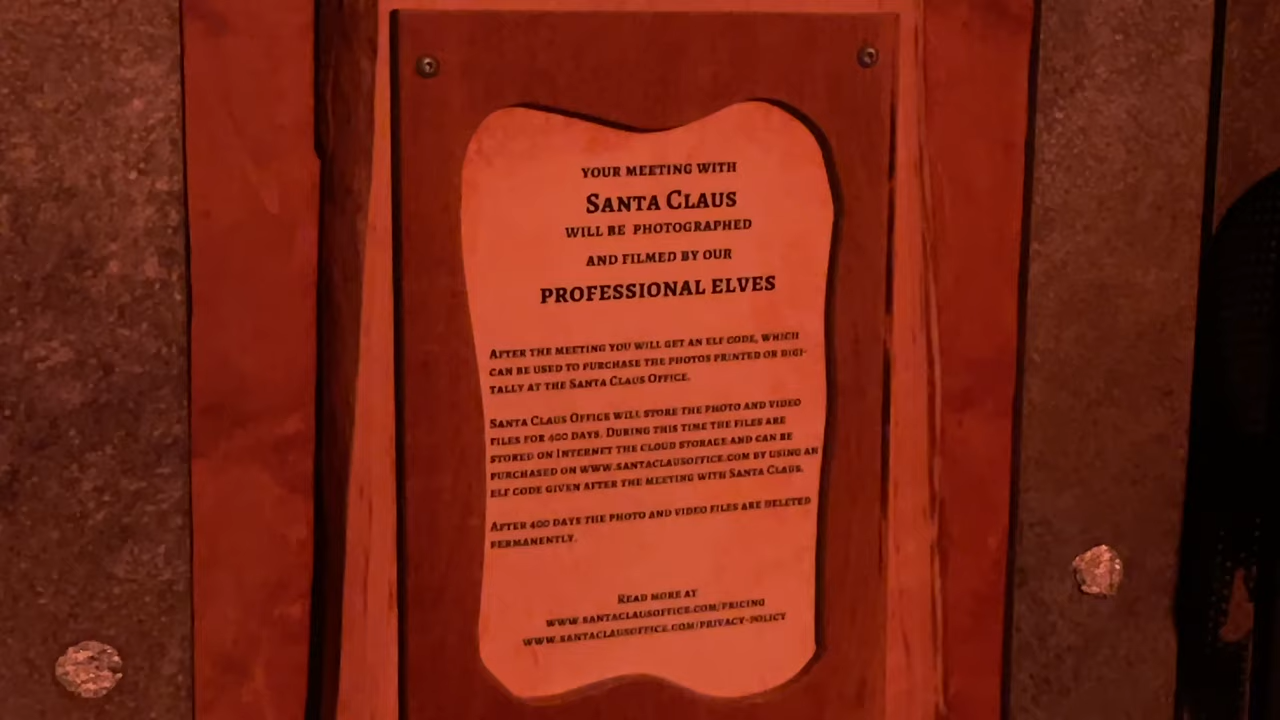 YOUR MEETING WITH
SANTA CLAUS
WILL BE PHOTOGRAPHED
AND FILMED BY OUR
PROFESSIONAL ELVES
AFTER THE MEETING YOU WILL GET AN ELF CODE, WHICH
CAN BE USED TO PURCHASE THE PHOTOS PRINTED OR DIGI-
TALLY AT THE SANTA CLAUS OFFICE.
SANTA CLAUS OFFICE WILL STORE THE PHOTO AND VIDEO
FILES FOR 400 DAYS. DURING THIS TIME THE FILES ARE
STORED ON INTERNET THE CLOUD STORAGE AND CAN BE
PURCHASED ON WWW.SANTACLAUSOFFICE.COM BY USING AN
ELF CODE GIVEN AFTER THE MEETING WITH SANTA CLAUS.
AFTER 400 DAYS THE PHOTO AND VIDEO FILES ARE DELETED
PERMANENTLY.
READ MORE AT
WWW.SANTACLAUSOFFICE.COM/PRICING
WWW.SANTACLAUSOFFICE.COM/PRIVACY-POLICY